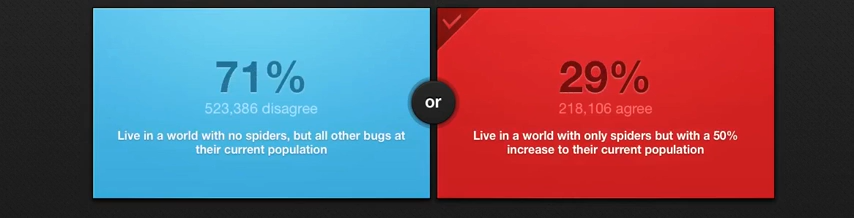 71%
523,386 disagree
Live in a world with no spiders, but all other bugs at
their current population
or
29%
218,106 agree
Live in a world with only spiders but with a 50%
increase to their current population